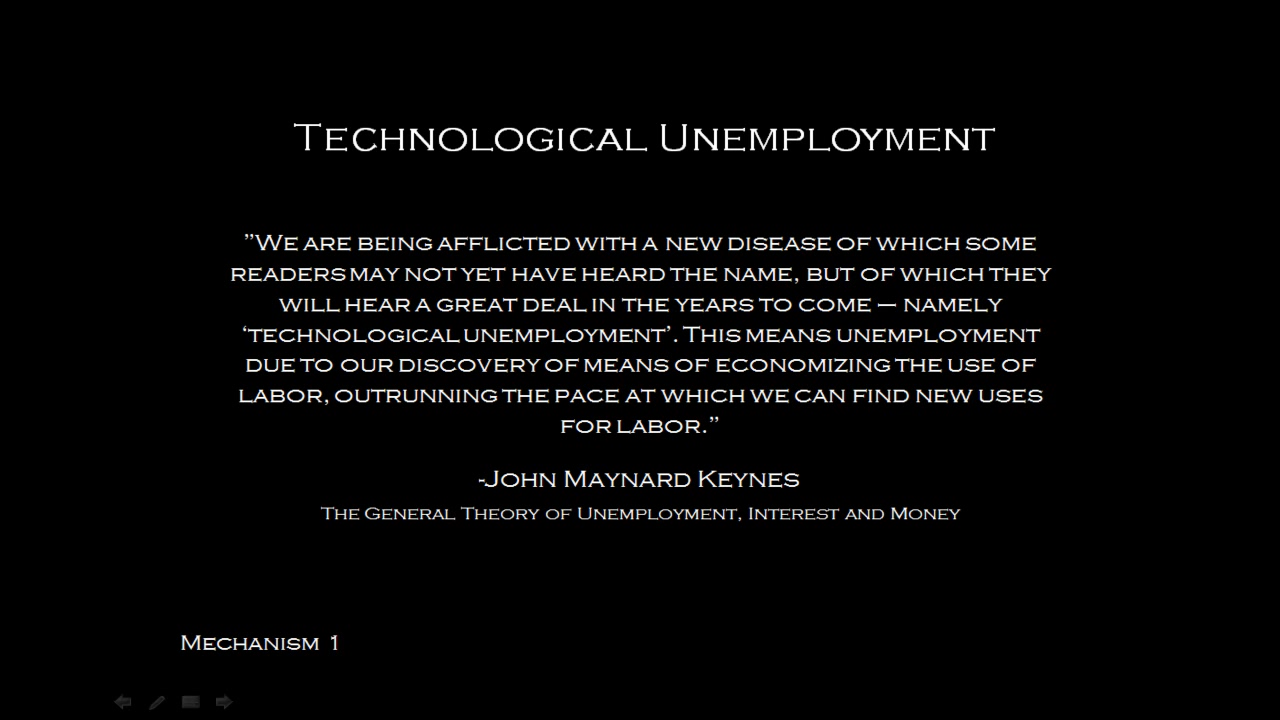 Technological Unemployment
”We are being afflicted with a new disease of which some
readers may not yet have heard the name, but of which they
will hear a great deal in the years to come — namely
‘technological unemployment’. This means unemployment
due to our discovery of means of economizing the use of
labor, outrunning the pace at which we can find new uses
for labor.”
-John Maynard Keynes
The General Theory of Unemployment, Interest and Money
Mechanism 1